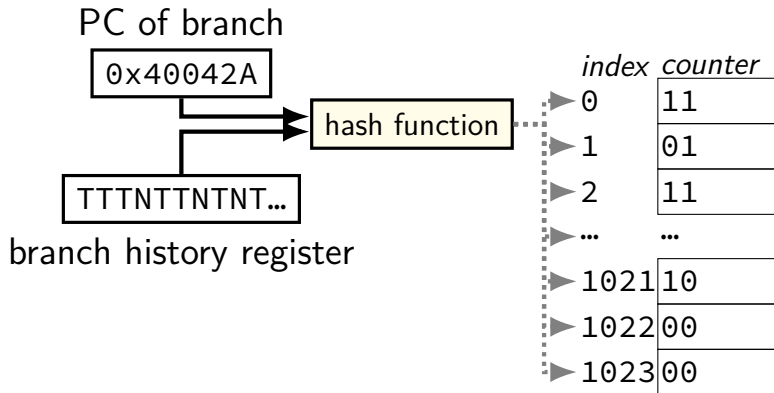 PC of branch
0x40042A
hash function
TTTNTTNTNT…
branch history register
index counter
0 11
1 01
2 11
… …
1021 10
1022 00
1023 00